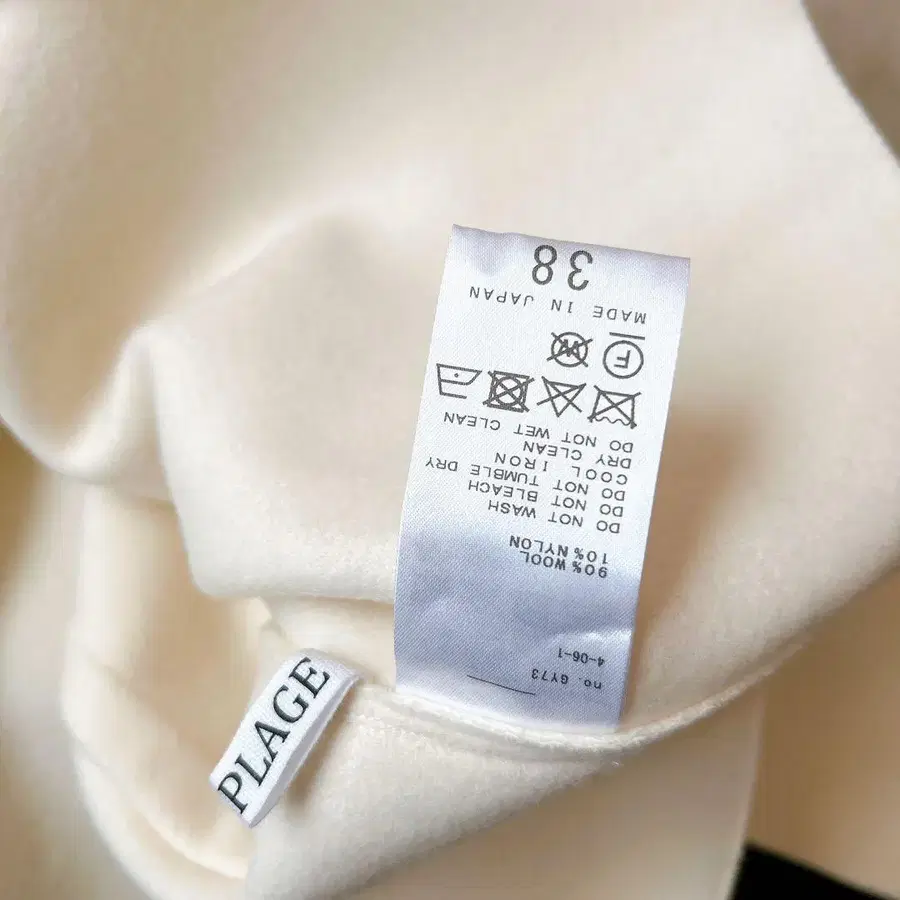 no. GY73
4-06-1
90% WOOL
10% NYLON
DO NOT WASH
DO NOT BLEACH
DO NOT TUMBLE DRY
COOL IRON
DRY CLEAN
DO NOT WET CLEAN
F W
MADE IN JAPAN
38
PLAGE